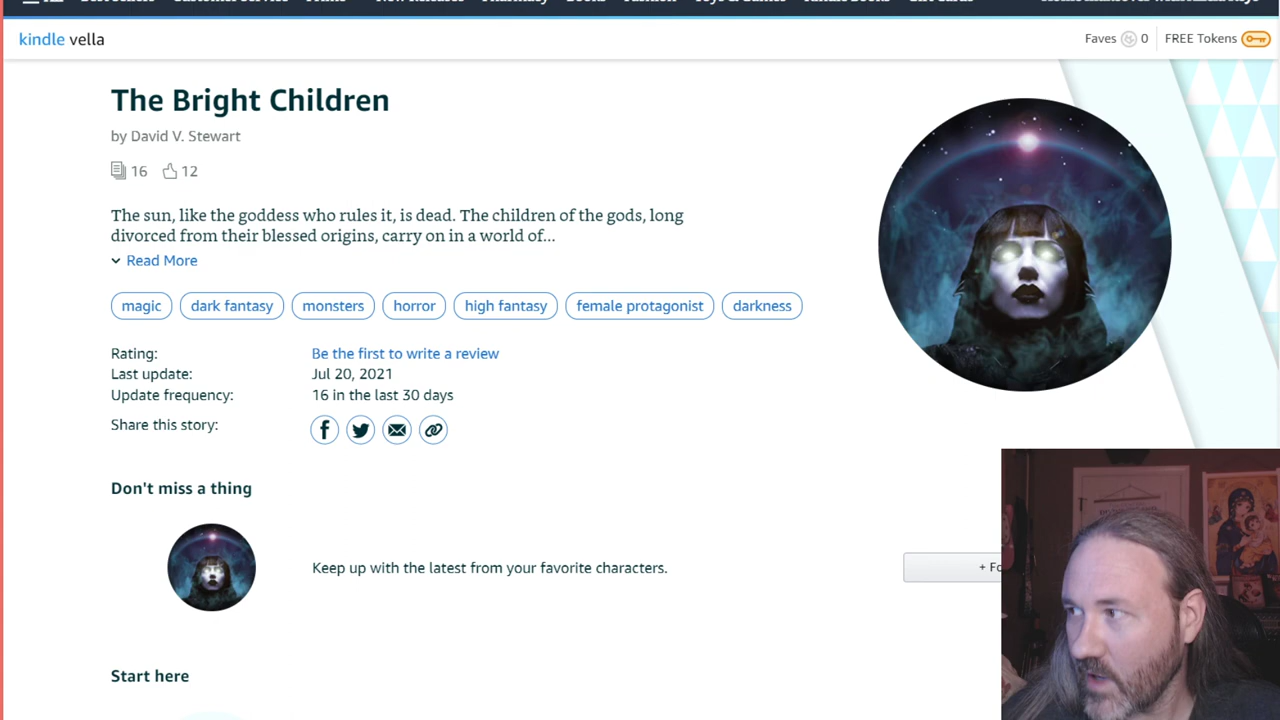 kindle vella
Faves 0
FREE Tokens
The Bright Children
by David V. Stewart
16 12
The sun, like the goddess who rules it, is dead. The children of the gods, long
divorced from their blessed origins, carry on in a world of...
Read More
magic dark fantasy monsters horror high fantasy female protagonist darkness
Rating: Be the first to write a review
Last update: Jul 20, 2021
Update frequency: 16 in the last 30 days
Share this story:
Don't miss a thing
Keep up with the latest from your favorite characters.
+ Fo
Start here